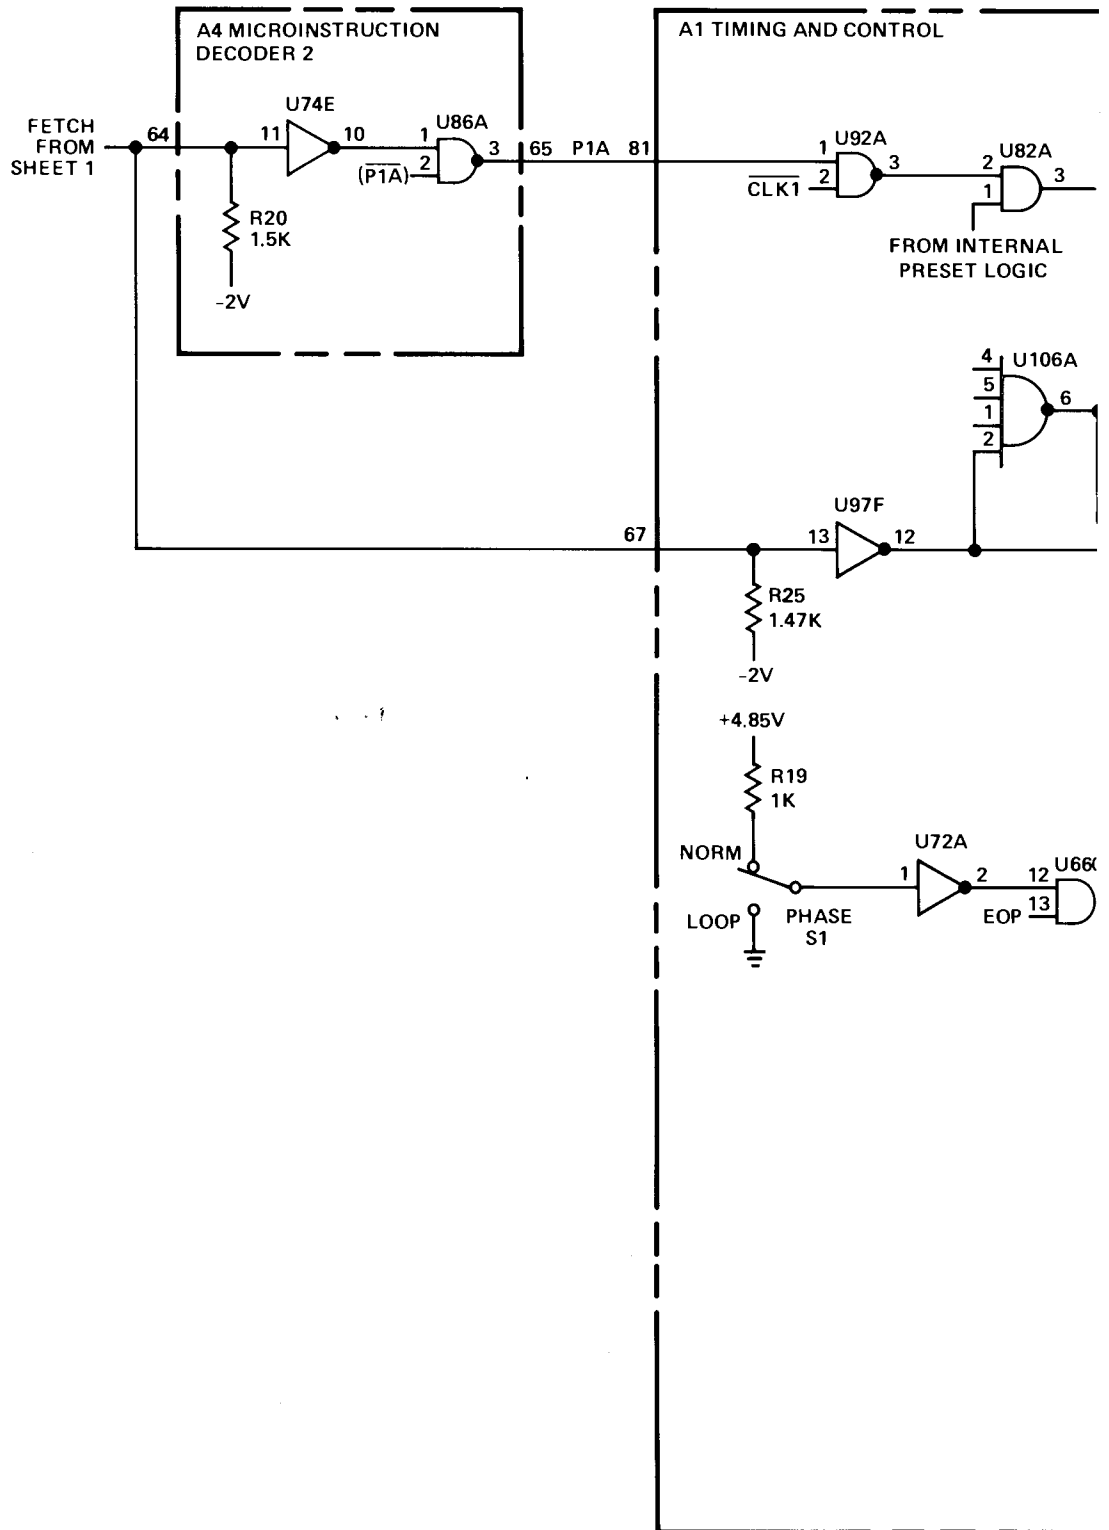 A4 MICROINSTRUCTION
DECODER 2
A1 TIMING AND CONTROL
FETCH
FROM
SHEET 1
64
11
U74E
10
1
2
U86A
(P1A)
3
65
P1A
81
1
2
U92A
CLK1
3
2
1
U82A
3
FROM INTERNAL
PRESET LOGIC
R20
1.5K
-2V
4
5
1
2
U106A
6
67
13
U97F
12
R25
1.47K
-2V
+4.85V
R19
1K
NORM
LOOP
PHASE
S1
1
U72A
2
12
13
EOP